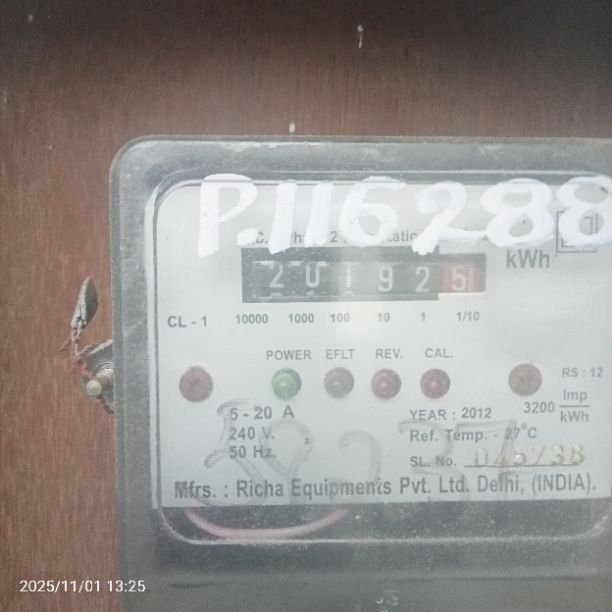 P.116288
kWh
2 0 1 9 2 5
CL - 1 10000 1000 100 10 1 1/10
POWER EFLT REV. CAL.
RS : 12
5 - 20 A
240 V.
50 Hz.
YEAR : 2012
3200 Imp/kWh
Ref. Temp. - 27°C
SL. No. 046738
Mfrs. : Richa Equipments Pvt. Ltd. Delhi, (INDIA).
2025/11/01 13:25